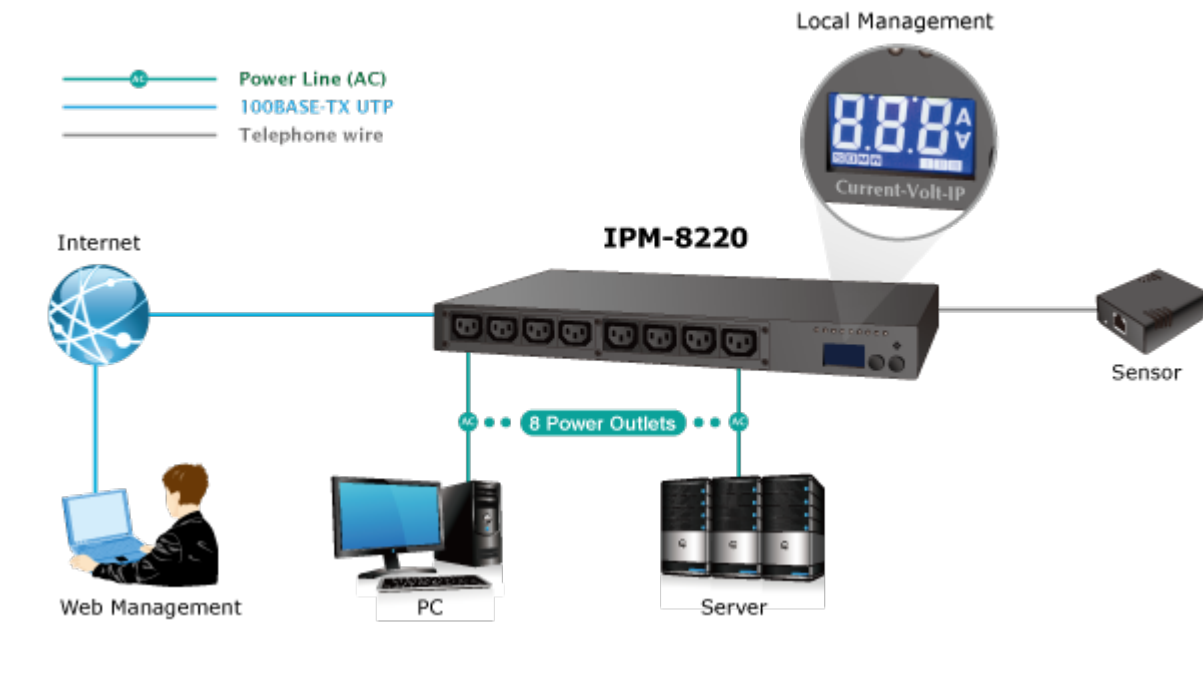 Local Management
AC
Power Line (AC)
100BASE-TX UTP
Telephone wire
8.8.8 A
Current-Volt-IP
Internet
IPM-8220
Sensor
AC
8 Power Outlets
AC
Web Management
PC
Server